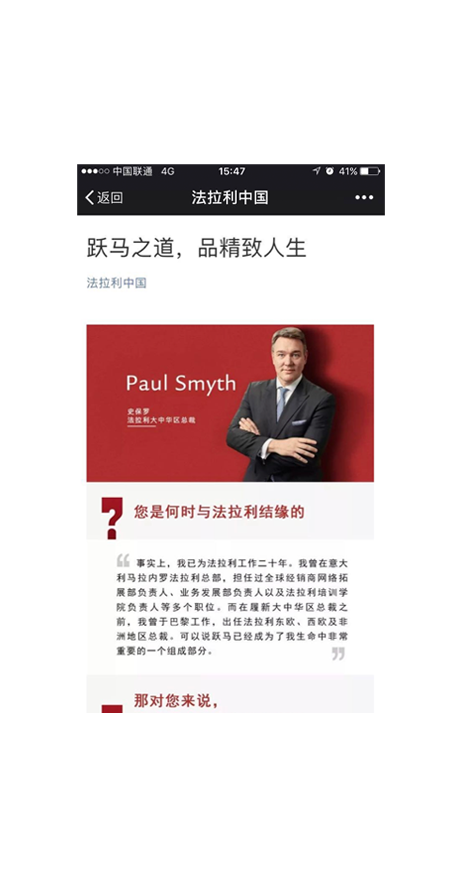 中国联通 4G 15:47 41%
返回 法拉利中国
跃马之道，品精致人生
法拉利中国
Paul Smyth
史保罗
法拉利大中华区总裁
? 您是何时与法拉利结缘的
“ 事实上，我已为法拉利工作二十年。我曾在意大
利马拉内罗法拉利总部，担任过全球经销商网络拓
展部负责人、业务发展部负责人以及法拉利培训学
院负责人等多个职位。而在履新大中华区总裁之
前，我曾于巴黎工作，出任法拉利东欧、西欧及非
洲地区总裁。可以说跃马已经成为了我生命中非常
重要的一个组成部分。 ”
那对您来说，